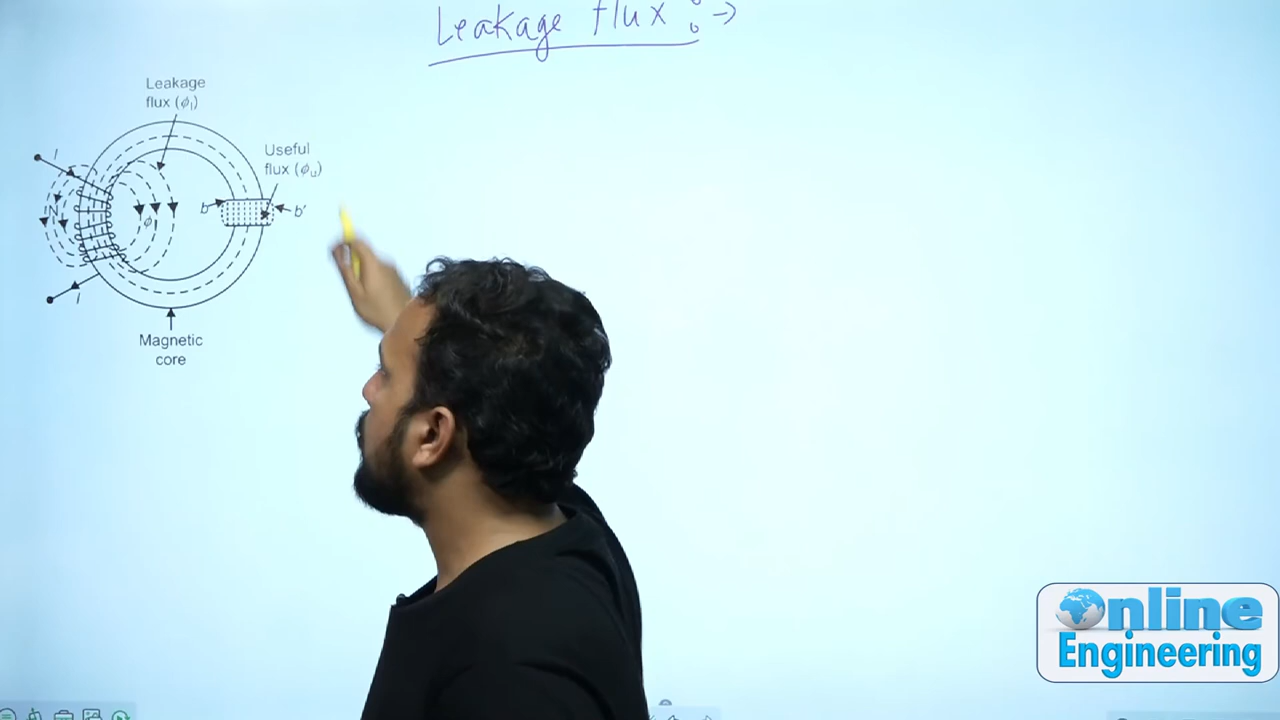 Leakage flux : →
Leakage
flux (ϕl)
Useful
flux (ϕu)
I
N
ϕ
b
b'
I
Magnetic
core
Online
Engineering